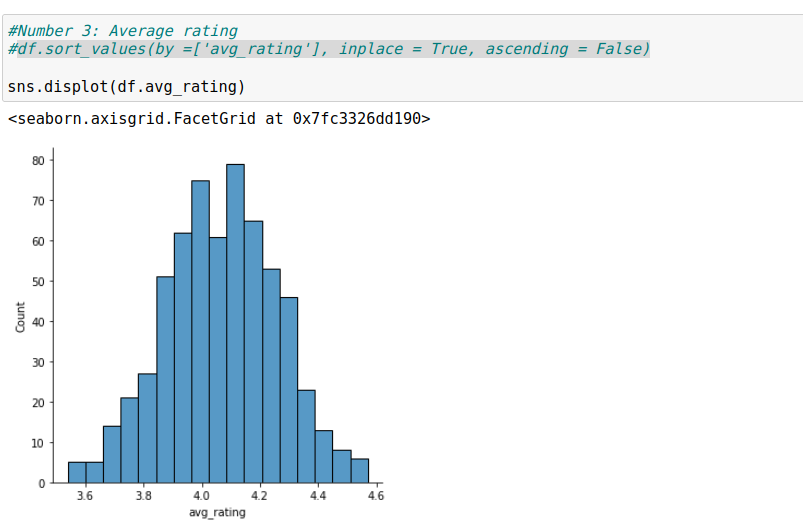 #Number 3: Average rating
#df.sort_values(by =['avg_rating'], inplace = True, ascending = False)
sns.displot(df.avg_rating)
<seaborn.axisgrid.FacetGrid at 0x7fc3326dd190>
80
70
60
50
40
30
20
10
0
Count
3.6 3.8 4.0 4.2 4.4 4.6
avg_rating